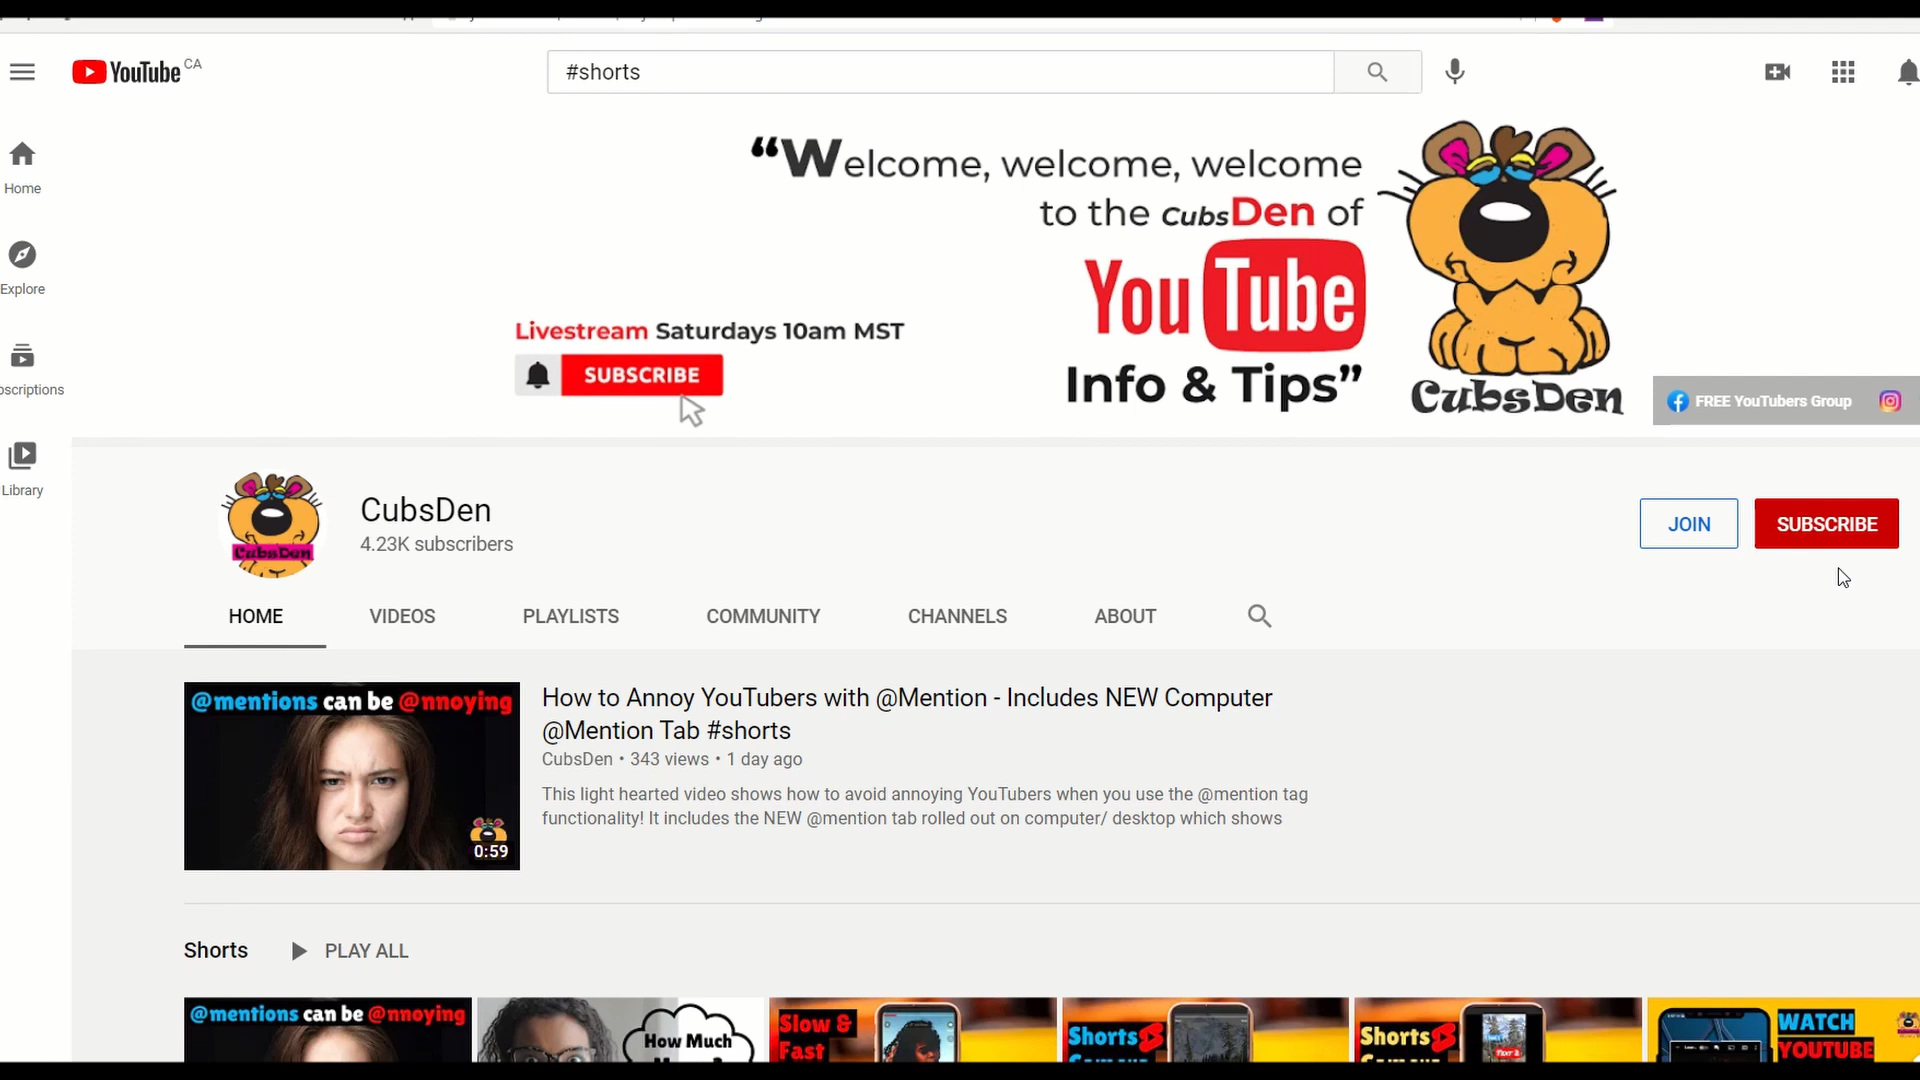 YouTube CA
#shorts
Home
Explore
bscriptions
Library
“Welcome, welcome, welcome
to the CubsDen of
YouTube
Info & Tips”
Livestream Saturdays 10am MST
SUBSCRIBE
CubsDen
FREE YouTubers Group
CubsDen
CubsDen
4.23K subscribers
JOIN
SUBSCRIBE
HOME
VIDEOS
PLAYLISTS
COMMUNITY
CHANNELS
ABOUT
@mentions can be @nnoying
0:59
How to Annoy YouTubers with @Mention - Includes NEW Computer
@Mention Tab #shorts
CubsDen • 343 views • 1 day ago
This light hearted video shows how to avoid annoying YouTubers when you use the @mention tag
functionality! It includes the NEW @mention tab rolled out on computer/ desktop which shows
Shorts
PLAY ALL
@mentions can be @nnoying
How Much
Slow &
Fast
Shorts
Shorts
WATCH
YOUTUBE